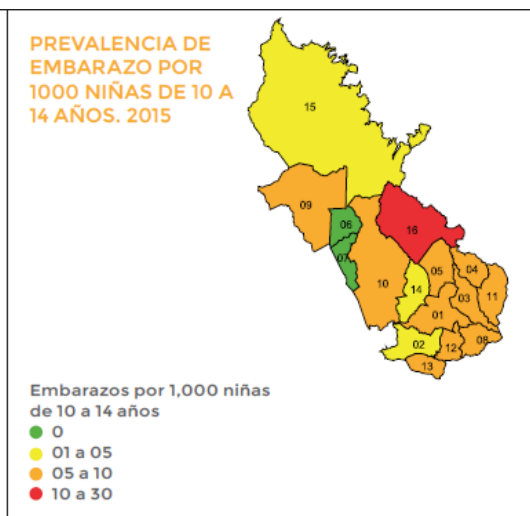 PREVALENCIA DE
EMBARAZO POR
1000 NIÑAS DE 10 A
14 AÑOS. 2015
15
09
06
16
07
10
05
04
14
03
11
01
02
12
08
13
Embarazos por 1,000 niñas
de 10 a 14 años
0
01 a 05
05 a 10
10 a 30